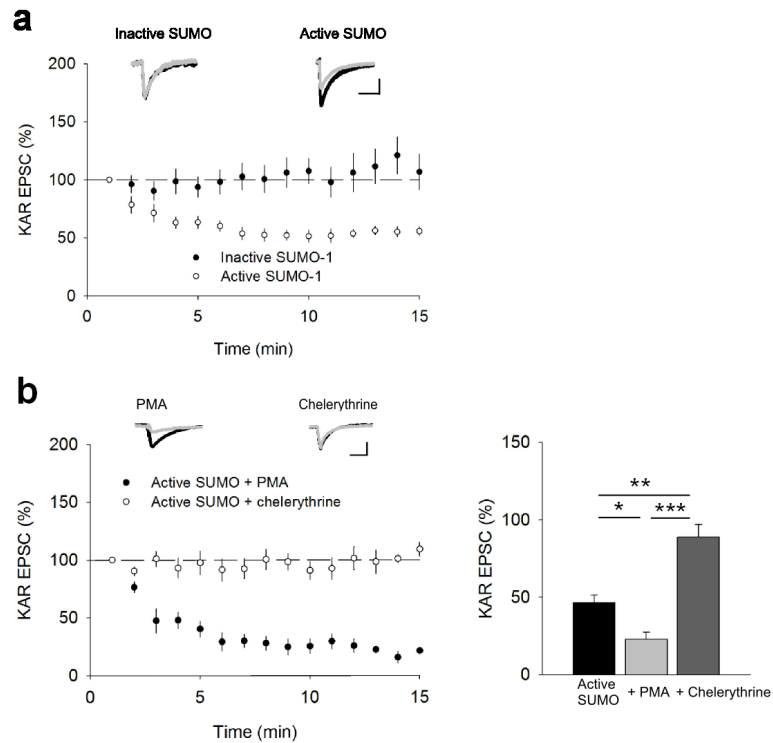 a
Inactive SUMO Active SUMO
200
150
100
50
0
KAR EPSC (%)
Inactive SUMO-1
Active SUMO-1
0 5 10 15
Time (min)
b
PMA Chelerythrine
200
150
100
50
0
KAR EPSC (%)
Active SUMO + PMA
Active SUMO + chelerythrine
0 5 10 15
Time (min)
150
100
50
0
KAR EPSC (%)
**
* ***
Active SUMO + PMA + Chelerythrine